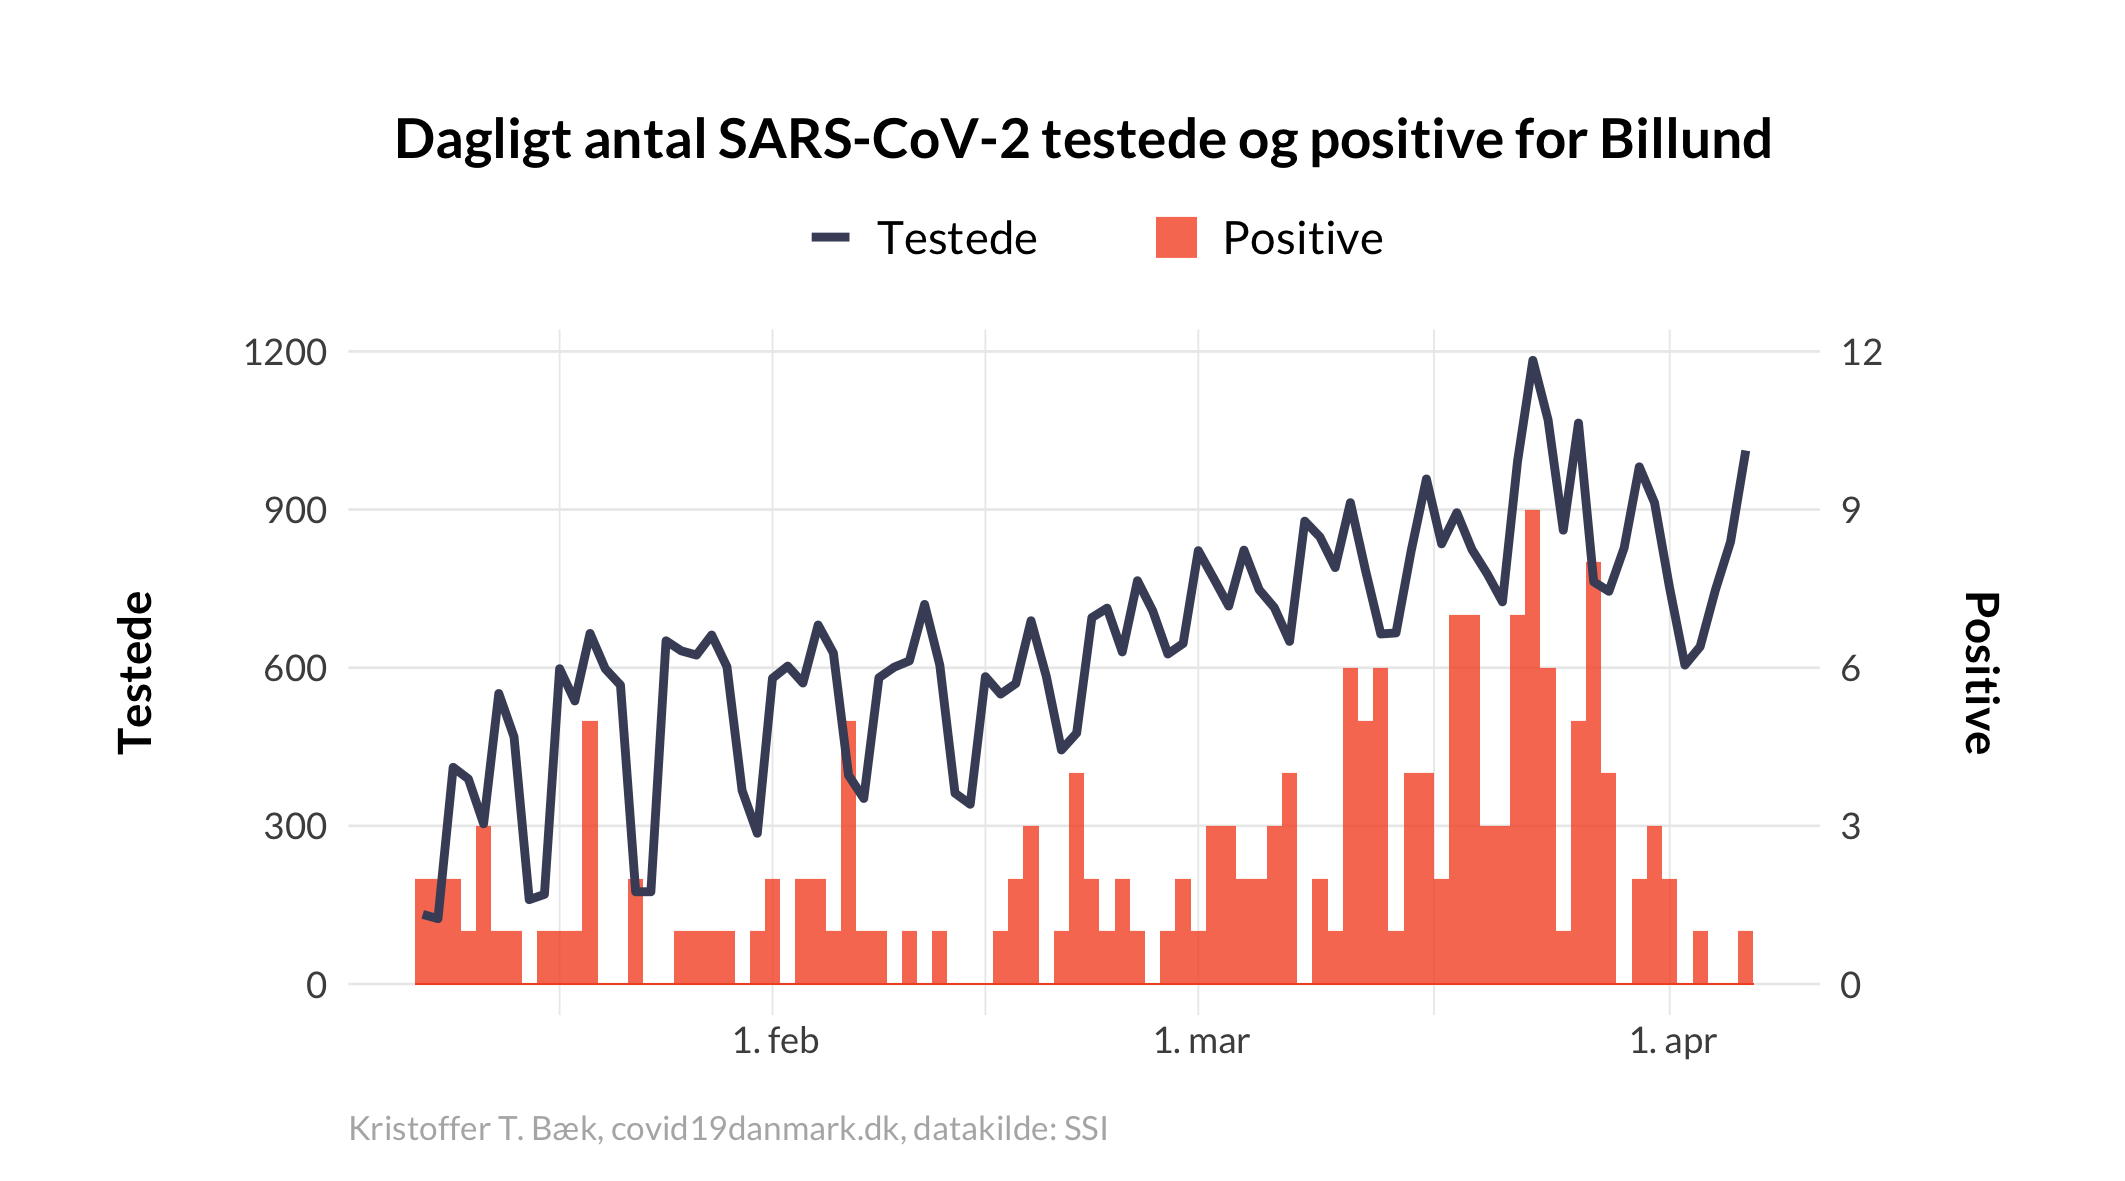 Dagligt antal SARS-CoV-2 testede og positive for Billund
Testede
Positive
1200
900
600
300
0
12
9
6
3
0
Testede
Positive
1. feb
1. mar
1. apr
Kristoffer T. Bæk, covid19danmark.dk, datakilde: SSI